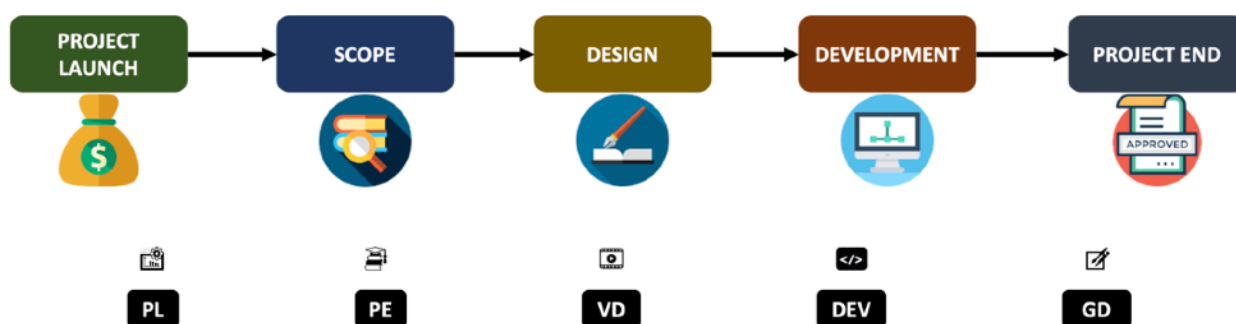 PROJECT
LAUNCH
SCOPE
DESIGN
DEVELOPMENT
PROJECT END
$
APPROVED
</>
PL
PE
VD
DEV
GD